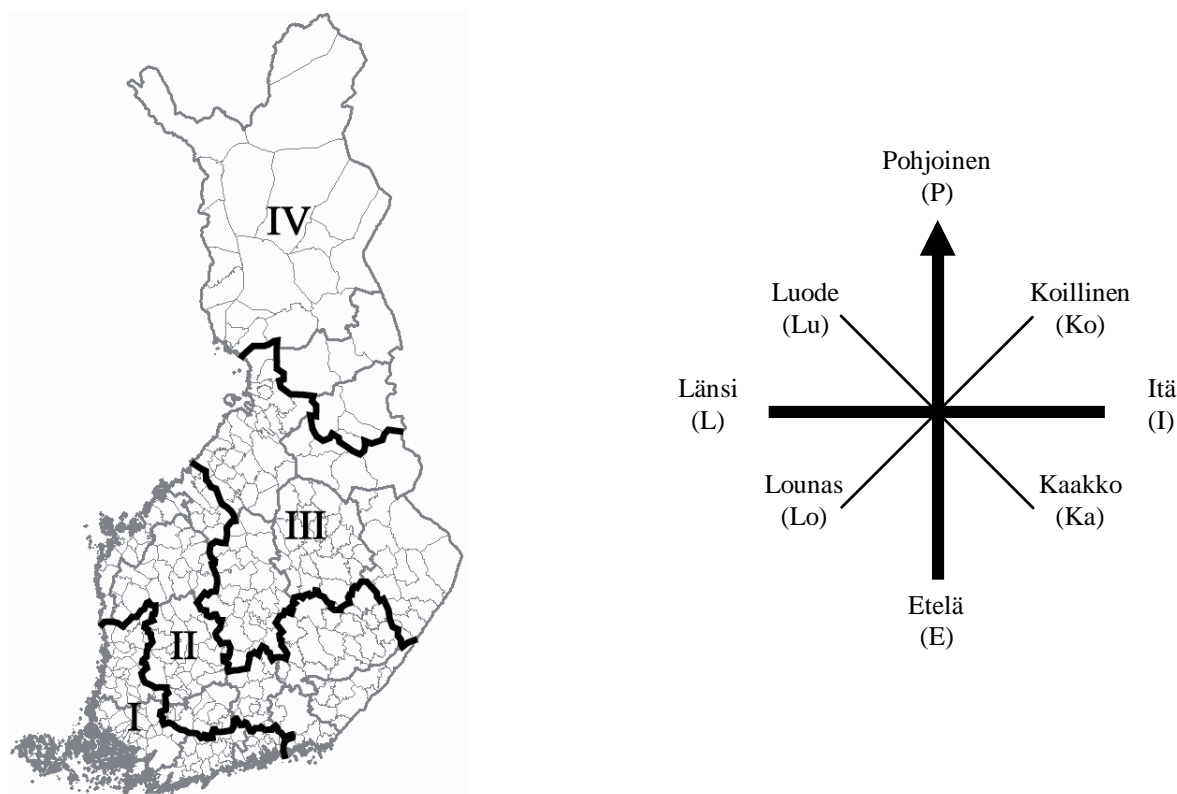 IV
III
II
I
Pohjoinen
(P)
Luode
(Lu)
Koillinen
(Ko)
Länsi
(L)
Itä
(I)
Lounas
(Lo)
Kaakko
(Ka)
Etelä
(E)